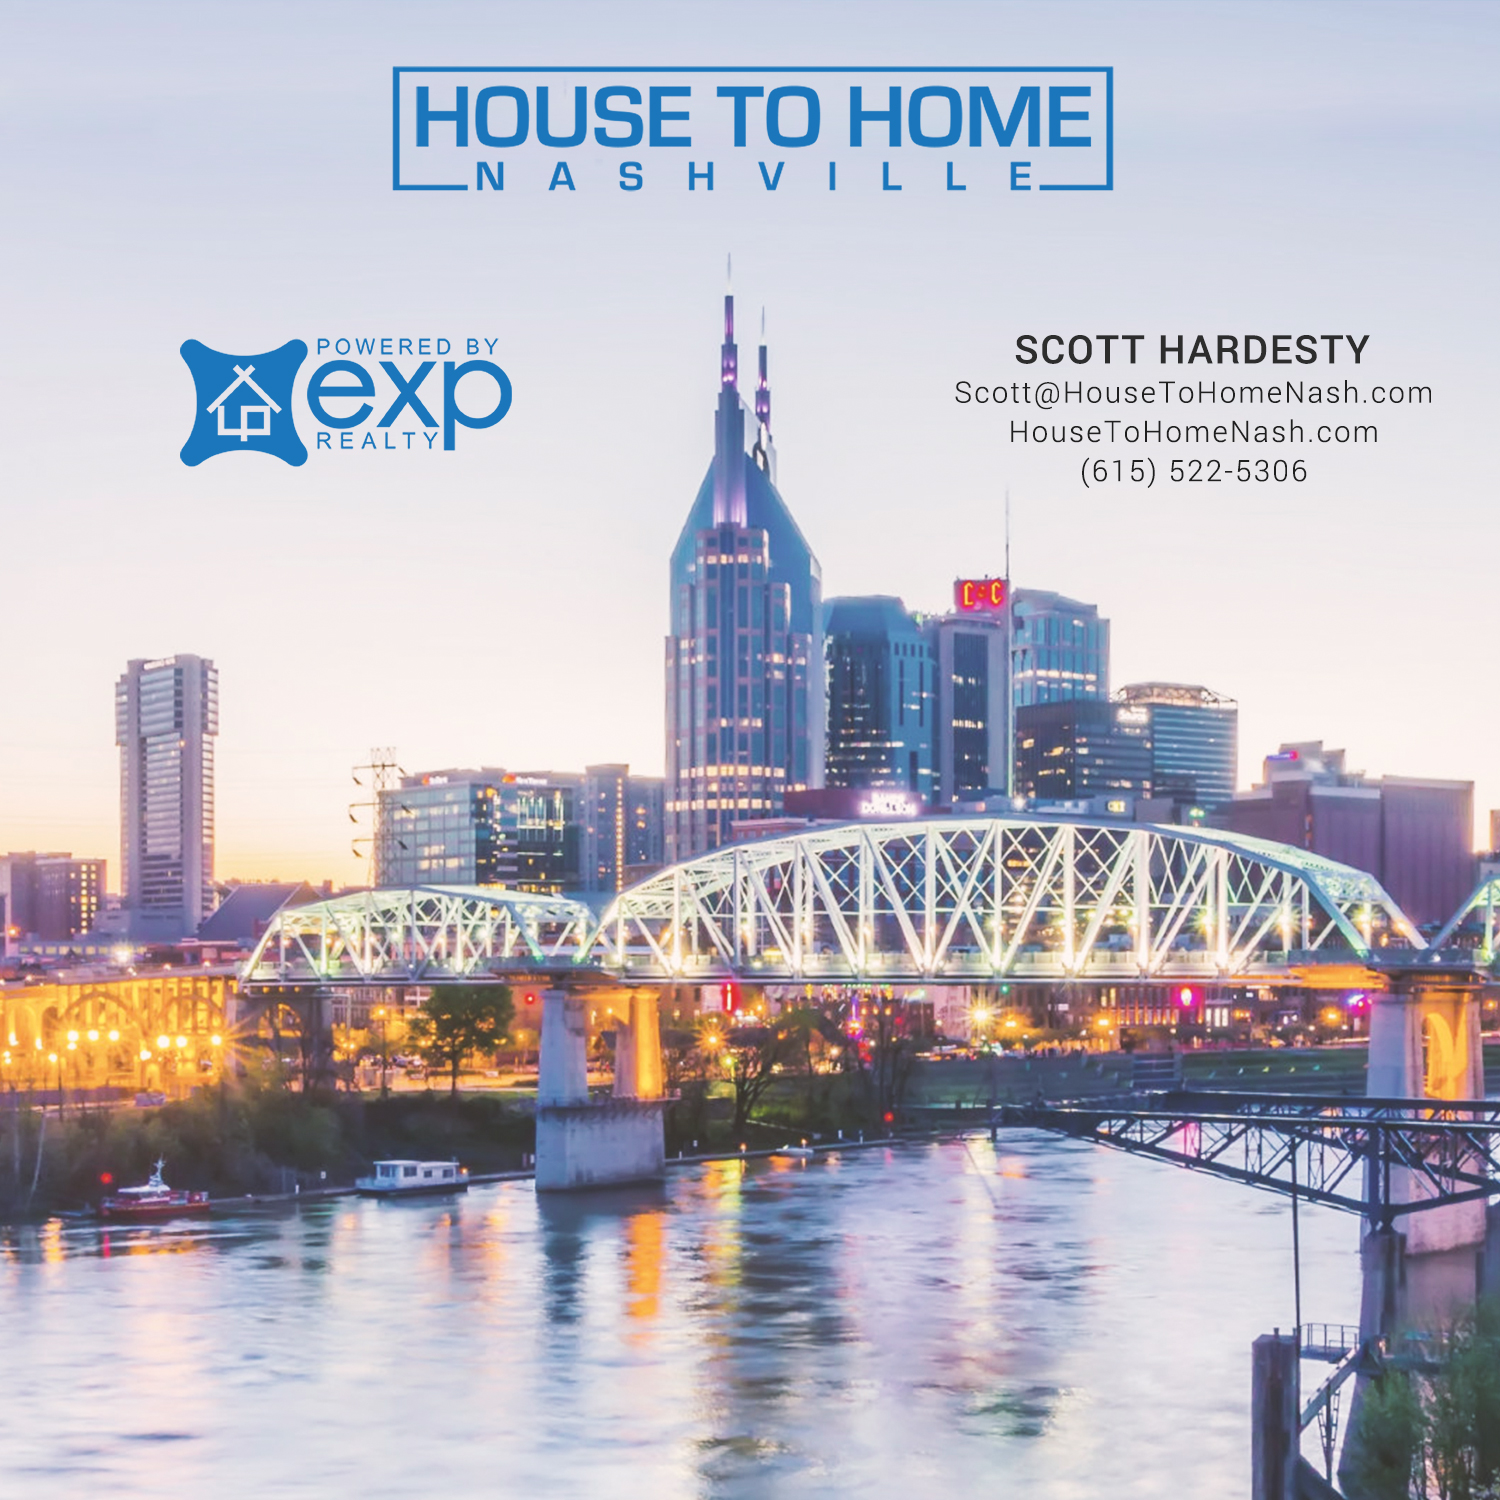 HOUSE TO HOME
NASHVILLE
POWERED BY
exp
REALTY
SCOTT HARDESTY
Scott@HouseToHomeNash.com
HouseToHomeNash.com
(615) 522-5306